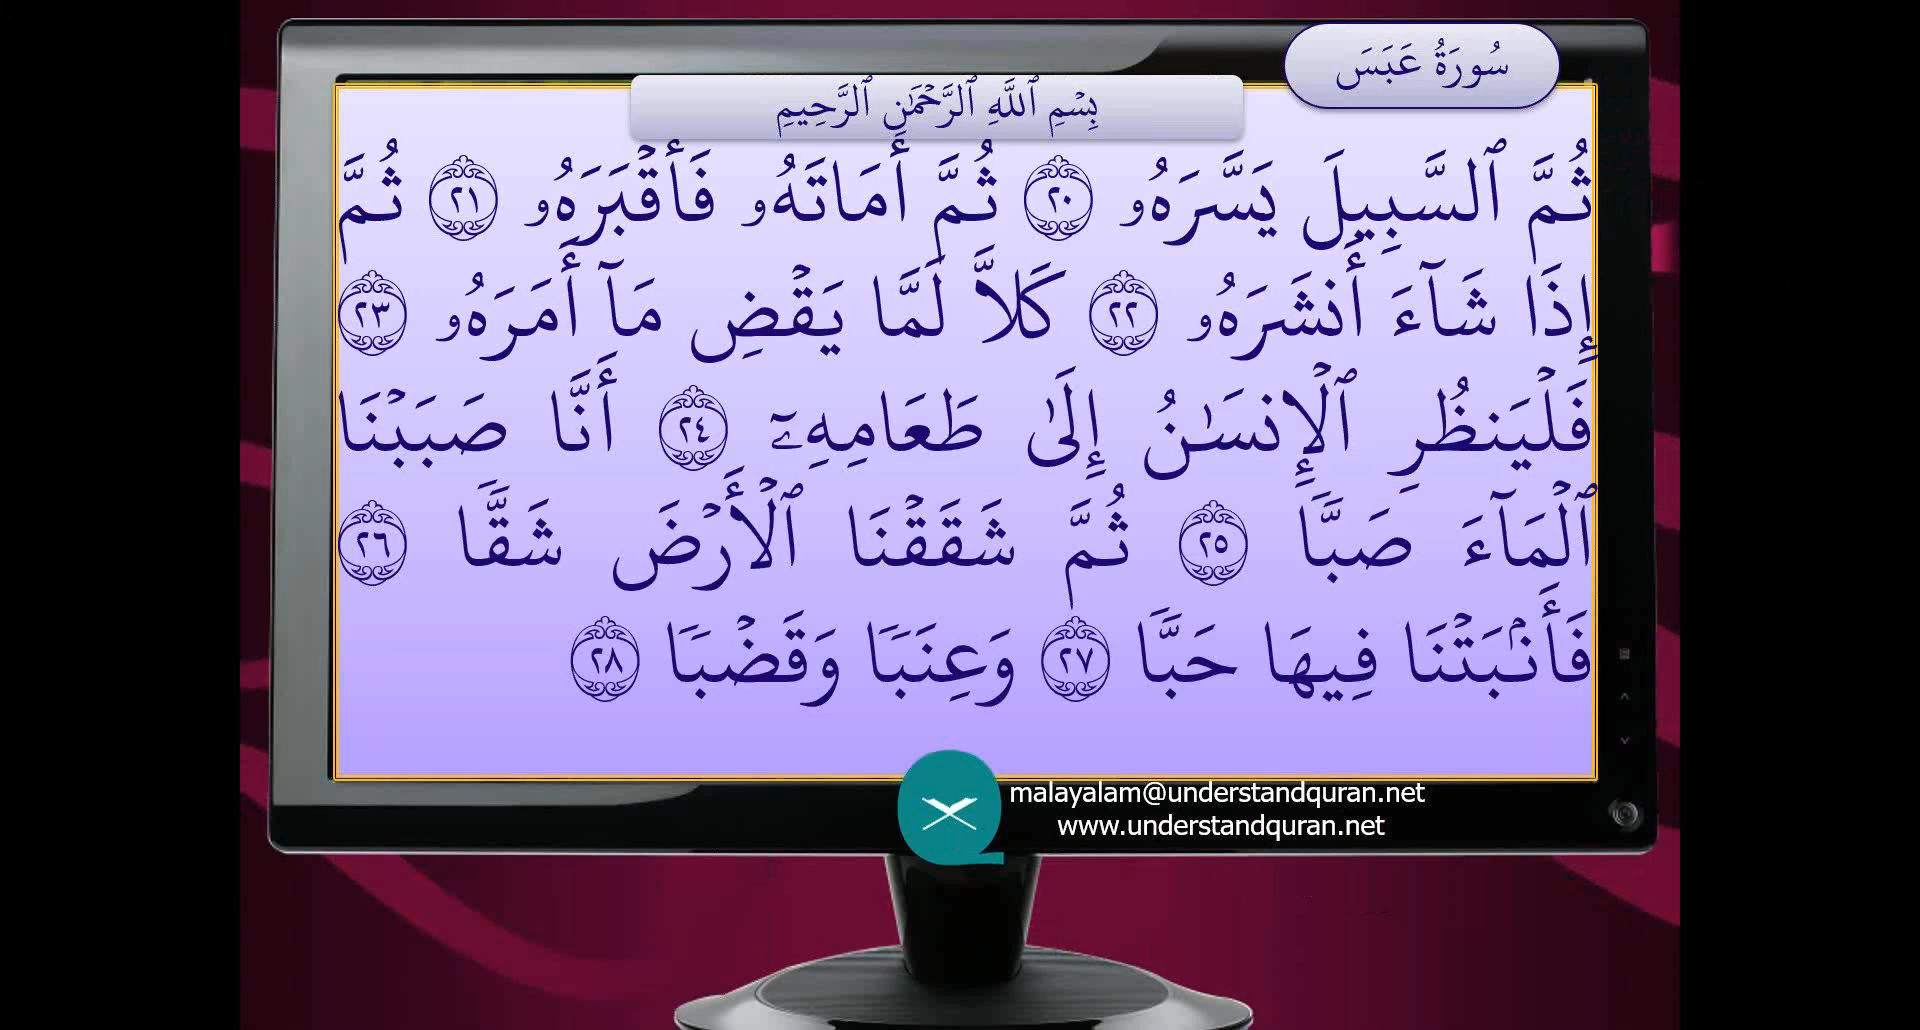 سُورَةُ عَبَسَ
بِسۡمِ ٱللَّهِ ٱلرَّحۡمَٰنِ ٱلرَّحِيمِ
ثُمَّ ٱلسَّبِيلَ يَسَّرَهُۥ ٢٠ ثُمَّ أَمَاتَهُۥ فَأَقۡبَرَهُۥ ٢١ ثُمَّ
إِذَا شَآءَ أَنشَرَهُۥ ٢٢ كَلَّا لَمَّا يَقۡضِ مَآ أَمَرَهُۥ ٢٣
فَلۡيَنظُرِ ٱلۡإِنسَٰنُ إِلَىٰ طَعَامِهِۦٓ ٢٤ أَنَّا صَبَبۡنَا
ٱلۡمَآءَ صَبّٗا ٢٥ ثُمَّ شَقَقۡنَا ٱلۡأَرۡضَ شَقّٗا ٢٦
فَأَنۢبَتۡنَا فِيهَا حَبّٗا ٢٧ وَعِنَبٗا وَقَضۡبٗا ٢٨
malayalam@understandquran.net
www.understandquran.net